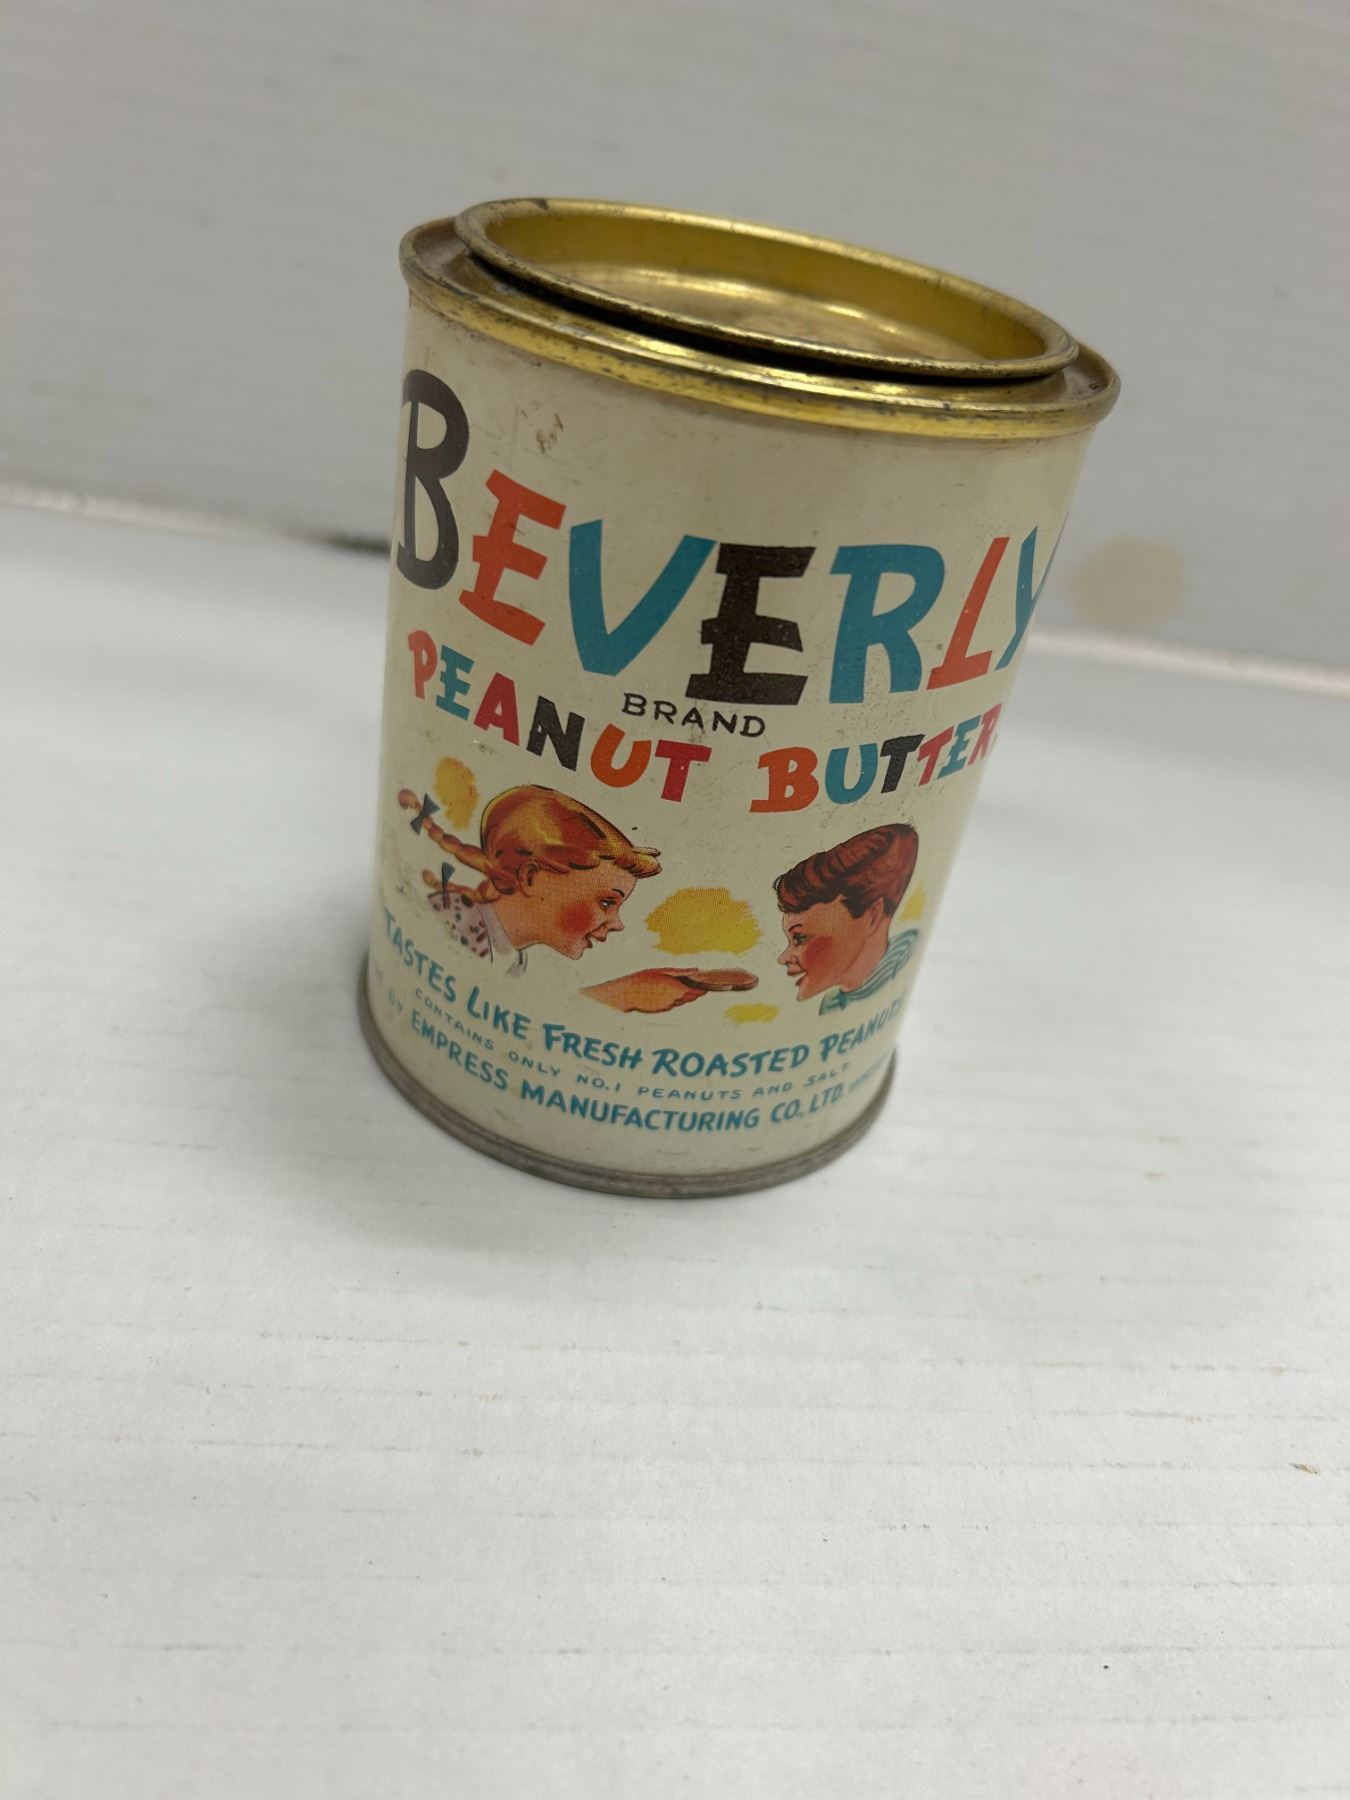 BEVERLY
BRAND
PEANUT BUTTER
TASTES LIKE FRESH ROASTED PEANUTS
CONTAINS ONLY NO.1 PEANUTS AND SALT
BY EMPRESS MANUFACTURING CO. LTD.